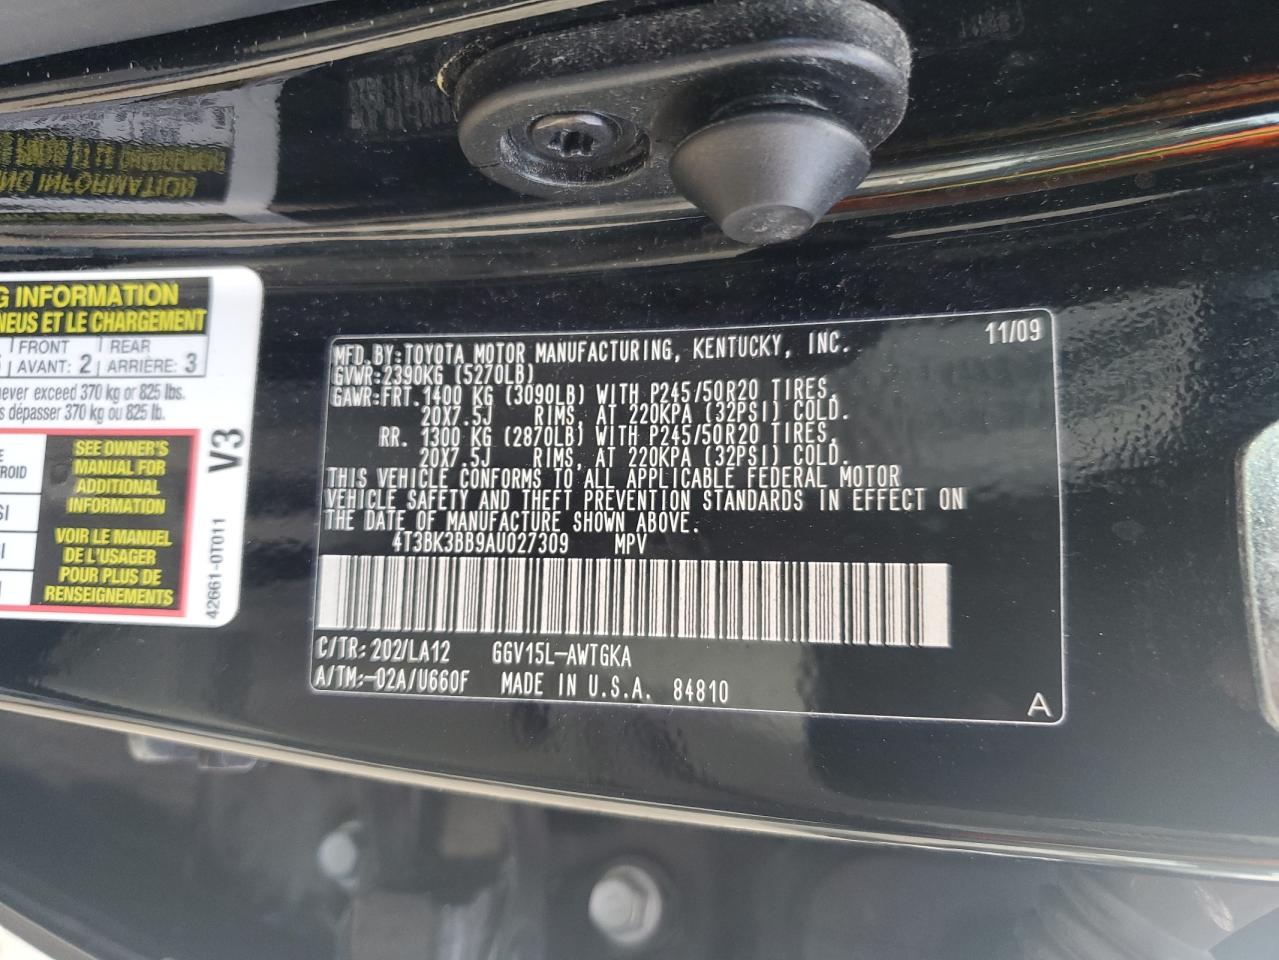 G INFORMATION
NEUS ET LE CHARGEMENT
FRONT REAR
AVANT: 2 ARRIÈRE: 3
never exceed 370 kg or 825 lbs.
s dépasser 370 kg ou 825 lb.
SEE OWNER'S
MANUAL FOR
ADDITIONAL
INFORMATION
VOIR LE MANUEL
DE L'USAGER
POUR PLUS DE
RENSEIGNEMENTS
V3
42661-0T011
11/09
MFD.BY:TOYOTA MOTOR MANUFACTURING, KENTUCKY, INC.
GVWR:2390KG (5270LB)
GAWR:FRT.1400 KG (3090LB) WITH P245/50R20 TIRES,
20X7.5J RIMS, AT 220KPA (32PSI) COLD.
RR. 1300 KG (2870LB) WITH P245/50R20 TIRES,
20X7.5J RIMS, AT 220KPA (32PSI) COLD.
THIS VEHICLE CONFORMS TO ALL APPLICABLE FEDERAL MOTOR
VEHICLE SAFETY AND THEFT PREVENTION STANDARDS IN EFFECT ON
THE DATE OF MANUFACTURE SHOWN ABOVE.
4T3BK3BB9AU027309 MPV
C/TR:202/LA12 GGV15L-AWTGKA
A/TM:-02A/U660F MADE IN U.S.A. 84810
A